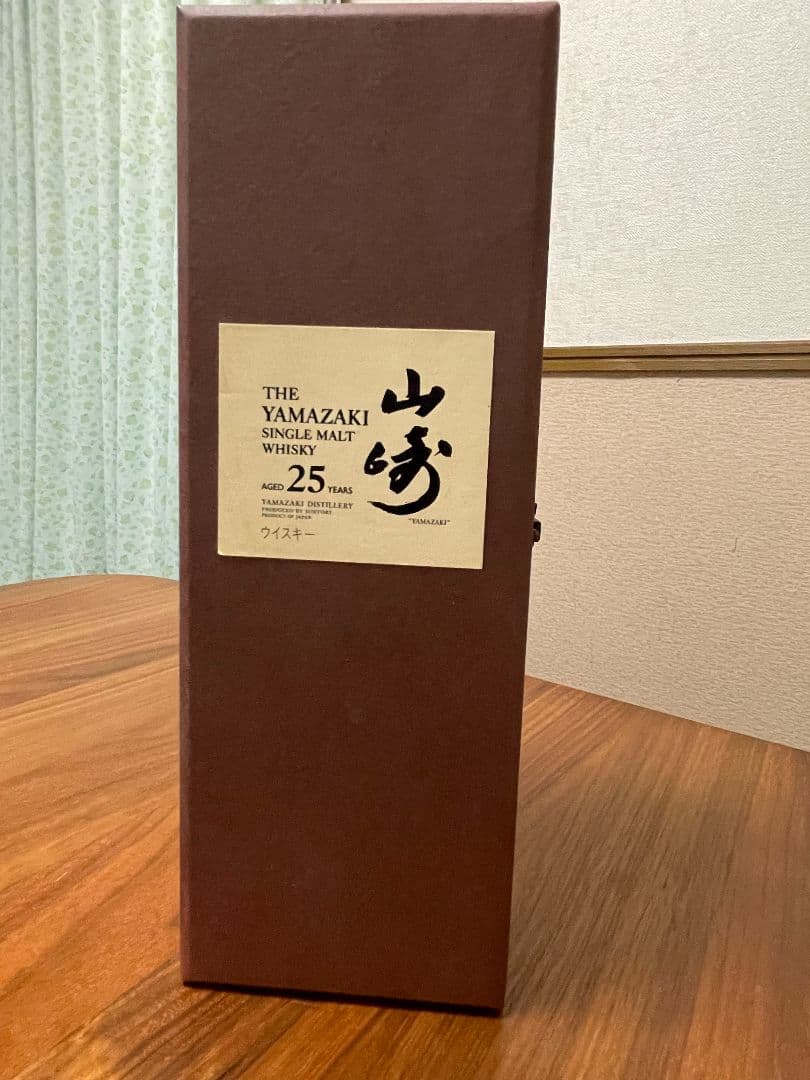 THE
YAMAZAKI
SINGLE MALT
WHISKY
AGED 25 YEARS
YAMAZAKI DISTILLERY
PRODUCED BY SUNTORY
PRODUCT OF JAPAN
ウイスキー
山崎
"YAMAZAKI"